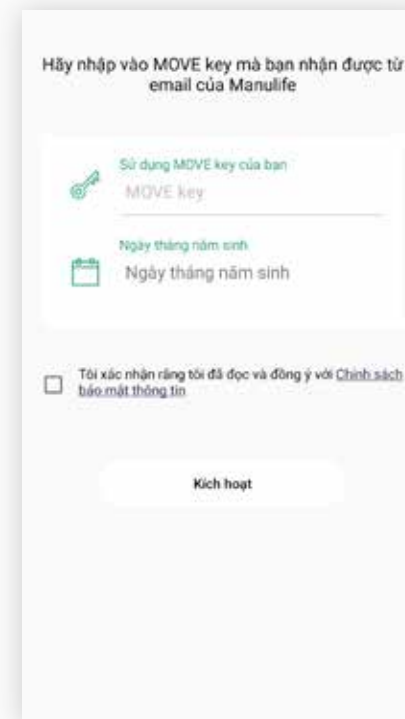 Hãy nhập vào MOVE key mà bạn nhận được từ
email của Manulife
Sử dụng MOVE key của bạn
MOVE key
Ngày tháng năm sinh
Ngày tháng năm sinh
Tôi xác nhận rằng tôi đã đọc và đồng ý với Chính sách
bảo mật thông tin
Kích hoạt